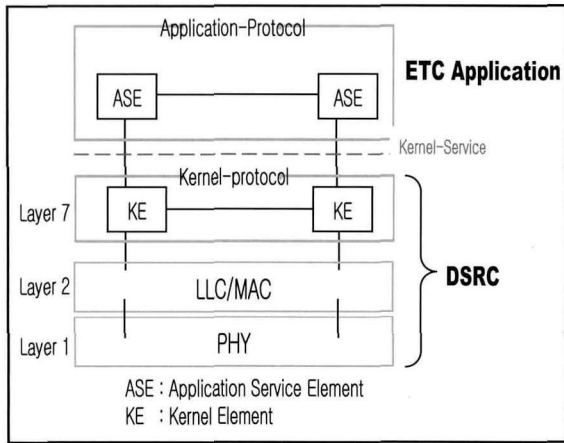 Application-Protocol
ETC Application
ASE
ASE
Kernel-Service
Kernel-protocol
Layer 7
KE
KE
Layer 2
LLC/MAC
DSRC
Layer 1
PHY
ASE : Application Service Element
KE : Kernel Element